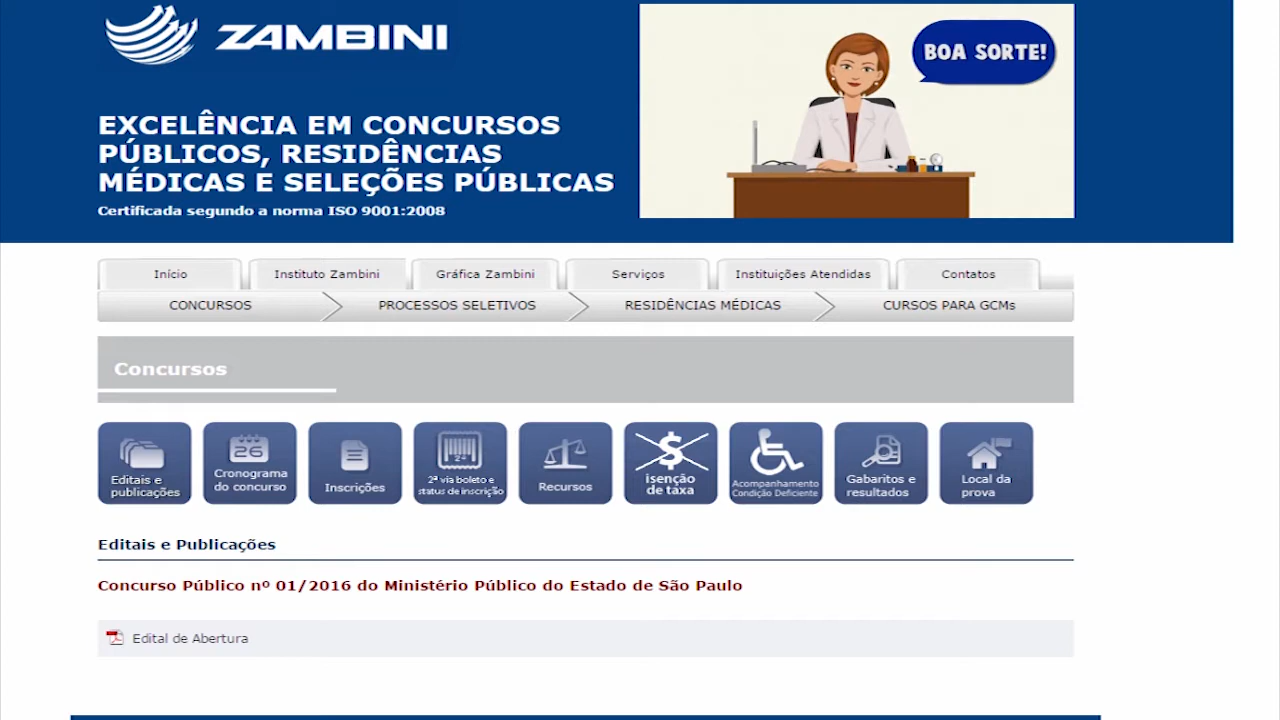 ZAMBINI
BOA SORTE!
EXCELÊNCIA EM CONCURSOS
PÚBLICOS, RESIDÊNCIAS
MÉDICAS E SELEÇÕES PÚBLICAS
Certificada segundo a norma ISO 9001:2008
Início
Instituto Zambini
Gráfica Zambini
Serviços
Instituições Atendidas
Contatos
CONCURSOS
PROCESSOS SELETIVOS
RESIDÊNCIAS MÉDICAS
CURSOS PARA GCMs
Concursos
Editais e
publicações
26
Cronograma
do concurso
Inscrições
2ª
2ª via boleto e
status de inscrição
Recursos
$
isenção
de taxa
Acompanhamento
Condição Deficiente
Gabaritos e
resultados
Local da
prova
Editais e Publicações
Concurso Público nº 01/2016 do Ministério Público do Estado de São Paulo
Edital de Abertura